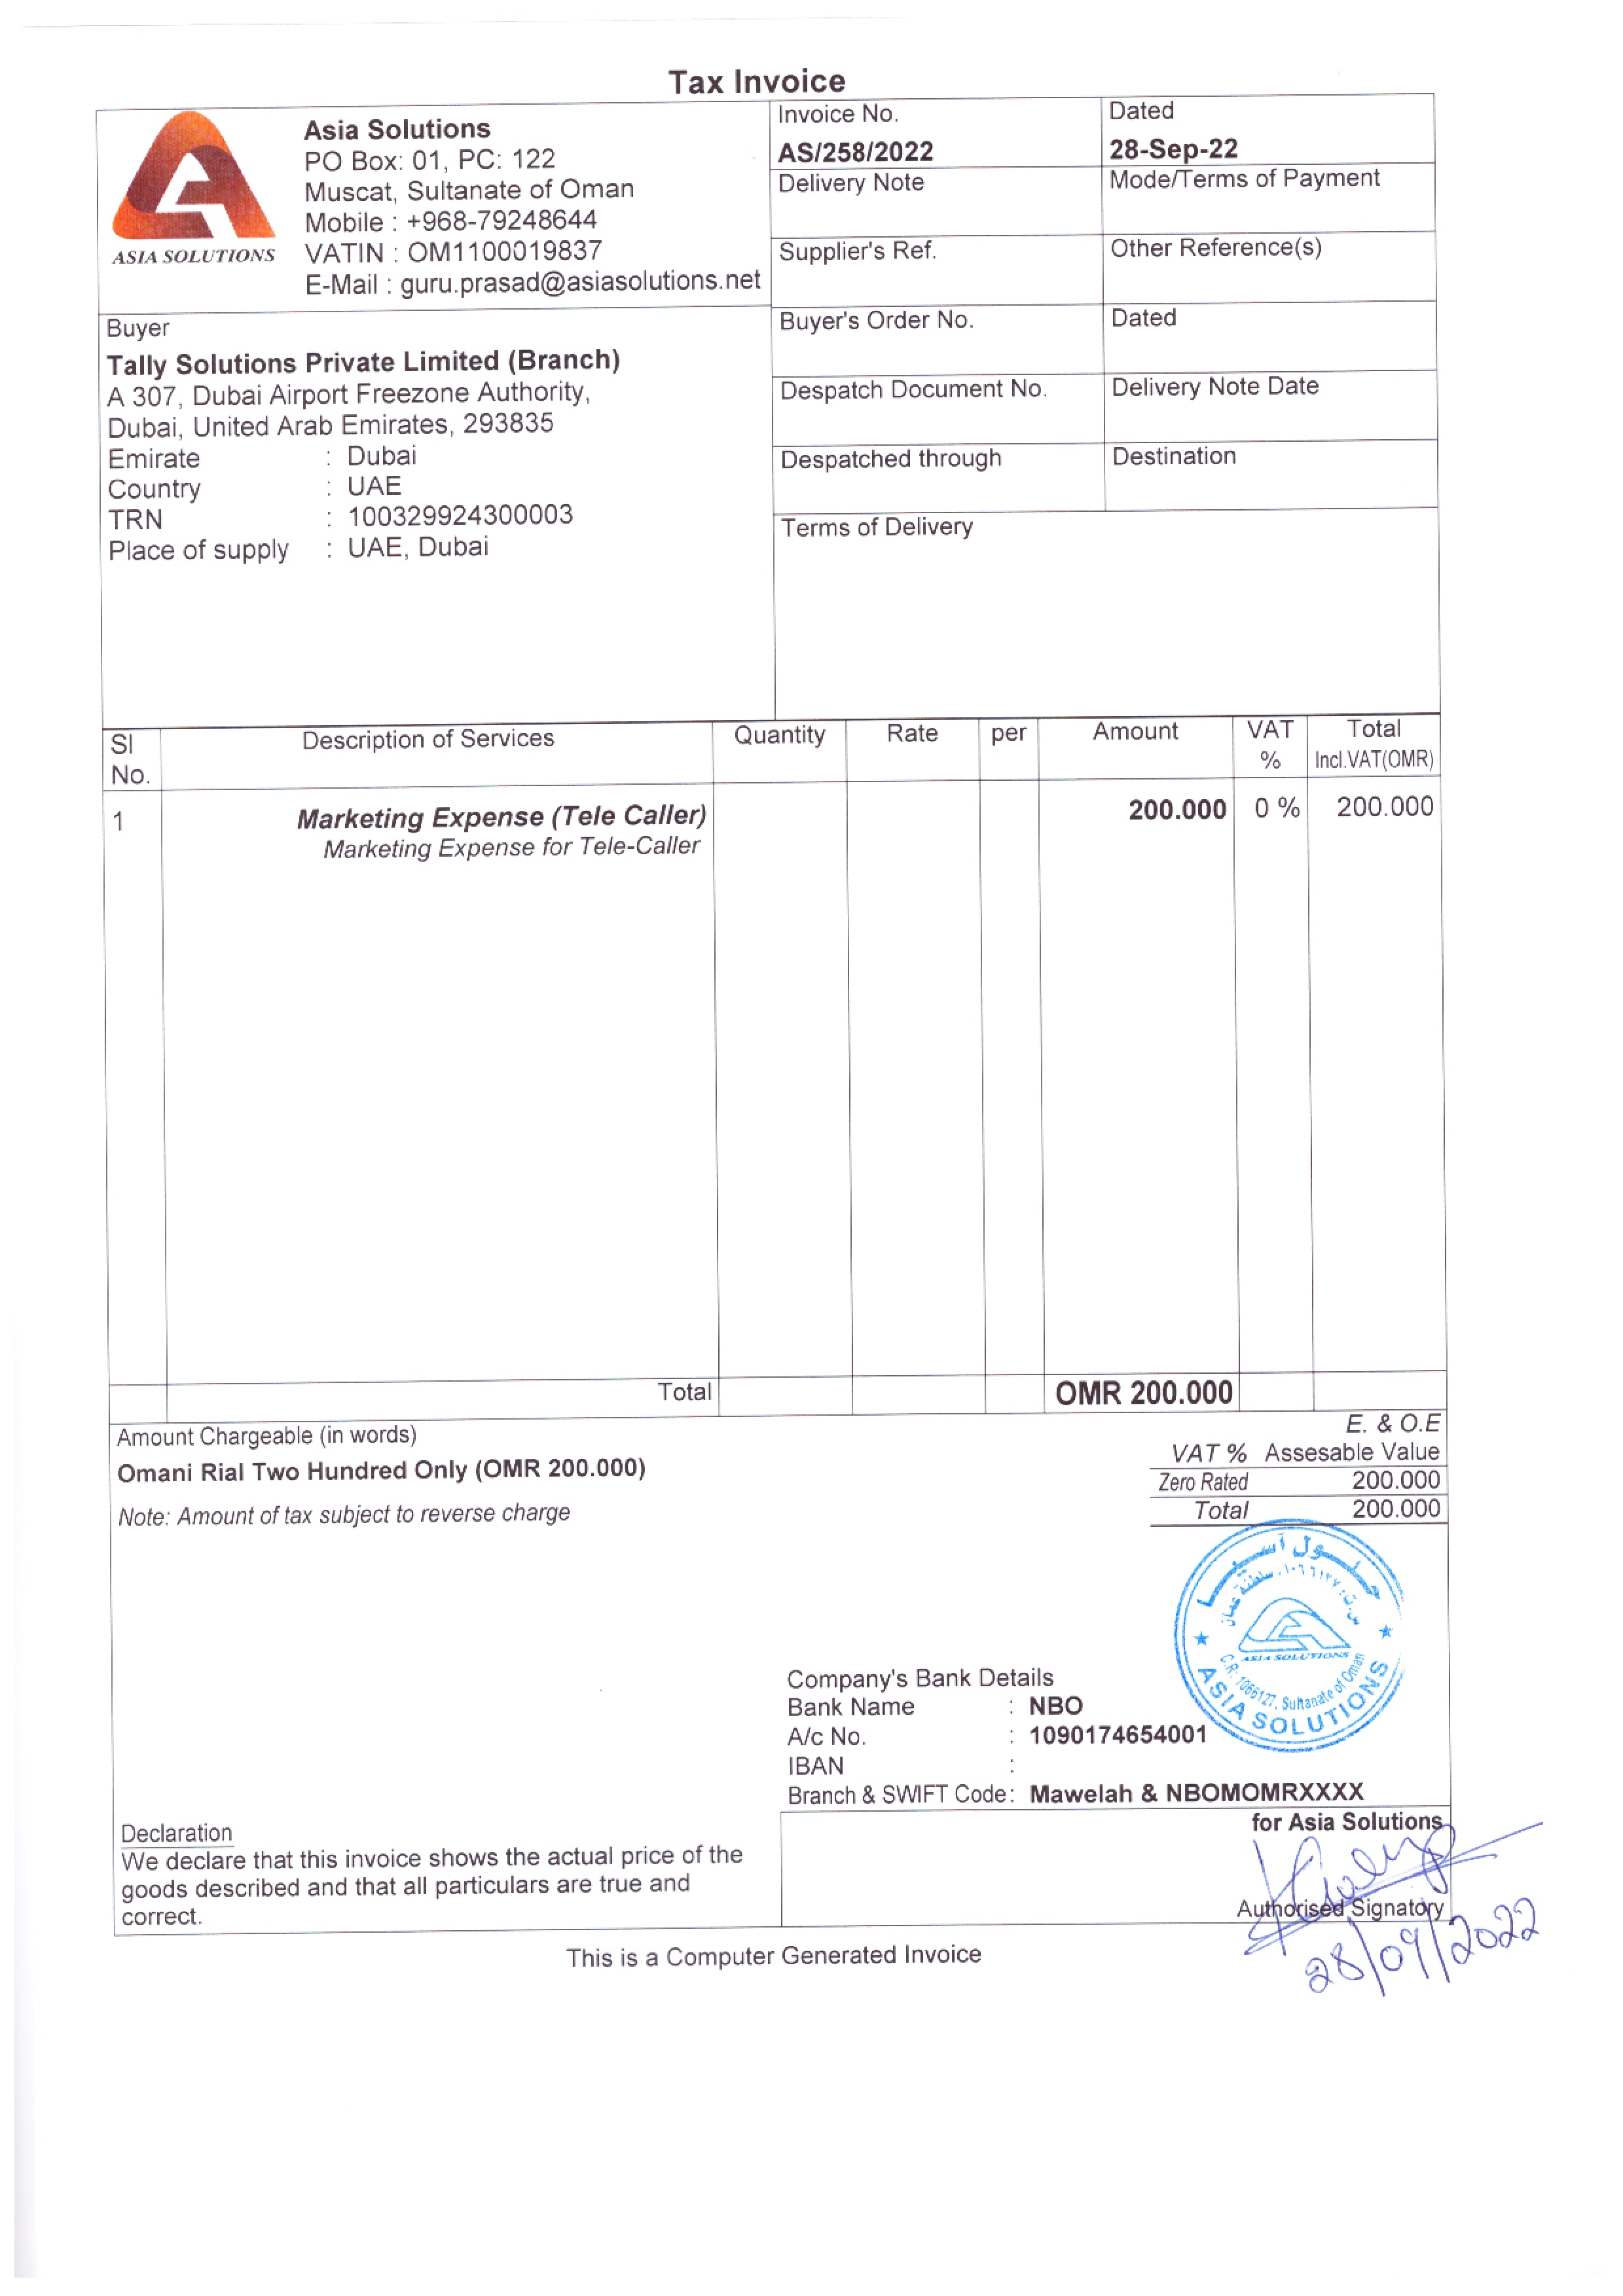 Tax Invoice
ASIA SOLUTIONS
Asia Solutions
PO Box: 01, PC: 122
Muscat, Sultanate of Oman
Mobile : +968-79248644
VATIN : OM1100019837
E-Mail : guru.prasad@asiasolutions.net
Invoice No.
AS/258/2022
Dated
28-Sep-22
Delivery Note
Mode/Terms of Payment
Supplier's Ref.
Other Reference(s)
Buyer's Order No.
Dated
Despatch Document No.
Delivery Note Date
Despatched through
Destination
Terms of Delivery
Buyer
Tally Solutions Private Limited (Branch)
A 307, Dubai Airport Freezone Authority,
Dubai, United Arab Emirates, 293835
Emirate : Dubai
Country : UAE
TRN : 100329924300003
Place of supply : UAE, Dubai
SI No. Description of Services Quantity Rate per Amount VAT % Total Incl.VAT(OMR)
1 Marketing Expense (Tele Caller) 200.000 0 % 200.000
Marketing Expense for Tele-Caller
Total OMR 200.000
Amount Chargeable (in words) E. & O.E
Omani Rial Two Hundred Only (OMR 200.000)
Note: Amount of tax subject to reverse charge
VAT % Assesable Value
Zero Rated 200.000
Total 200.000
حلول آسيا
س.ت: ١٠٦٦١٢٧، سلطنة عمان
ASIA SOLUTIONS
C.R: 1066127, Sultanate of Oman
ASIA SOLUTIONS
Company's Bank Details
Bank Name : NBO
A/c No. : 1090174654001
IBAN :
Branch & SWIFT Code: Mawelah & NBOMOMRXXXX
Declaration
We declare that this invoice shows the actual price of the
goods described and that all particulars are true and
correct.
for Asia Solutions
Authorised Signatory
28/09/2022
This is a Computer Generated Invoice